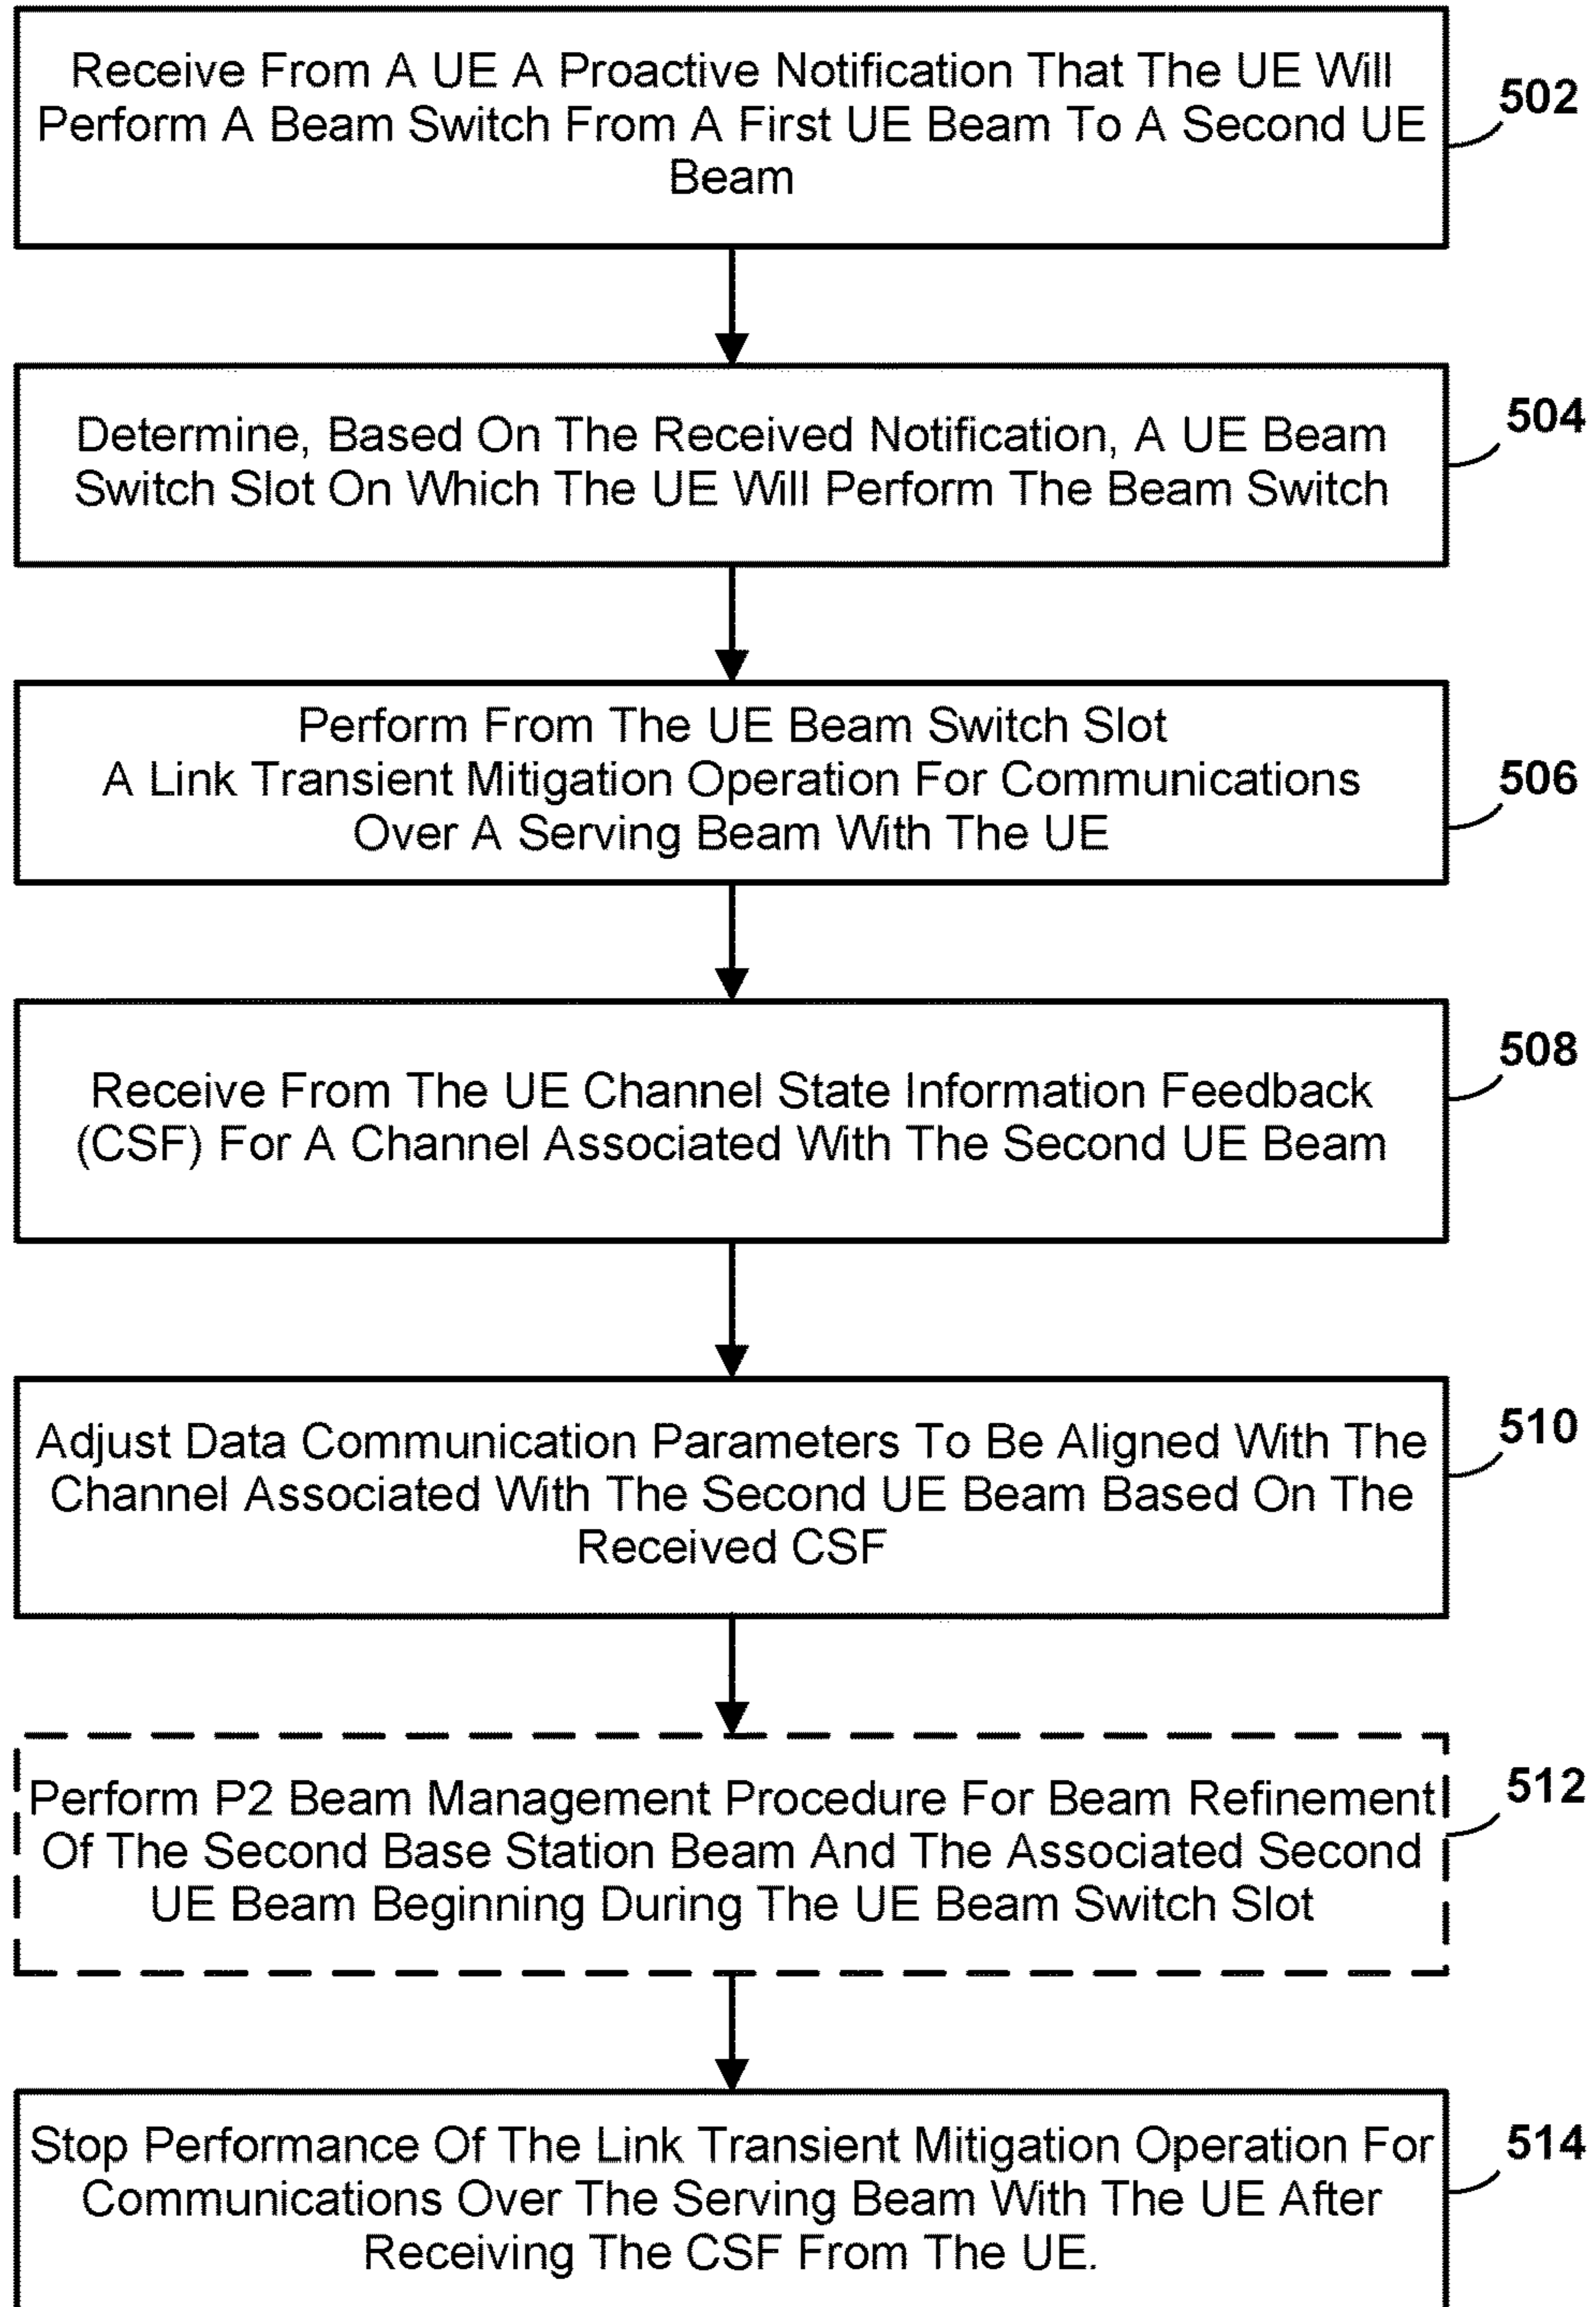 Receive From A UE A Proactive Notification That The UE Will
Perform A Beam Switch From A First UE Beam To A Second UE
Beam
502
Determine, Based On The Received Notification, A UE Beam
Switch Slot On Which The UE Will Perform The Beam Switch
504
Perform From The UE Beam Switch Slot
A Link Transient Mitigation Operation For Communications
Over A Serving Beam With The UE
506
Receive From The UE Channel State Information Feedback
(CSF) For A Channel Associated With The Second UE Beam
508
Adjust Data Communication Parameters To Be Aligned With The
Channel Associated With The Second UE Beam Based On The
Received CSF
510
Perform P2 Beam Management Procedure For Beam Refinement
Of The Second Base Station Beam And The Associated Second
UE Beam Beginning During The UE Beam Switch Slot
512
Stop Performance Of The Link Transient Mitigation Operation For
Communications Over The Serving Beam With The UE After
Receiving The CSF From The UE.
514